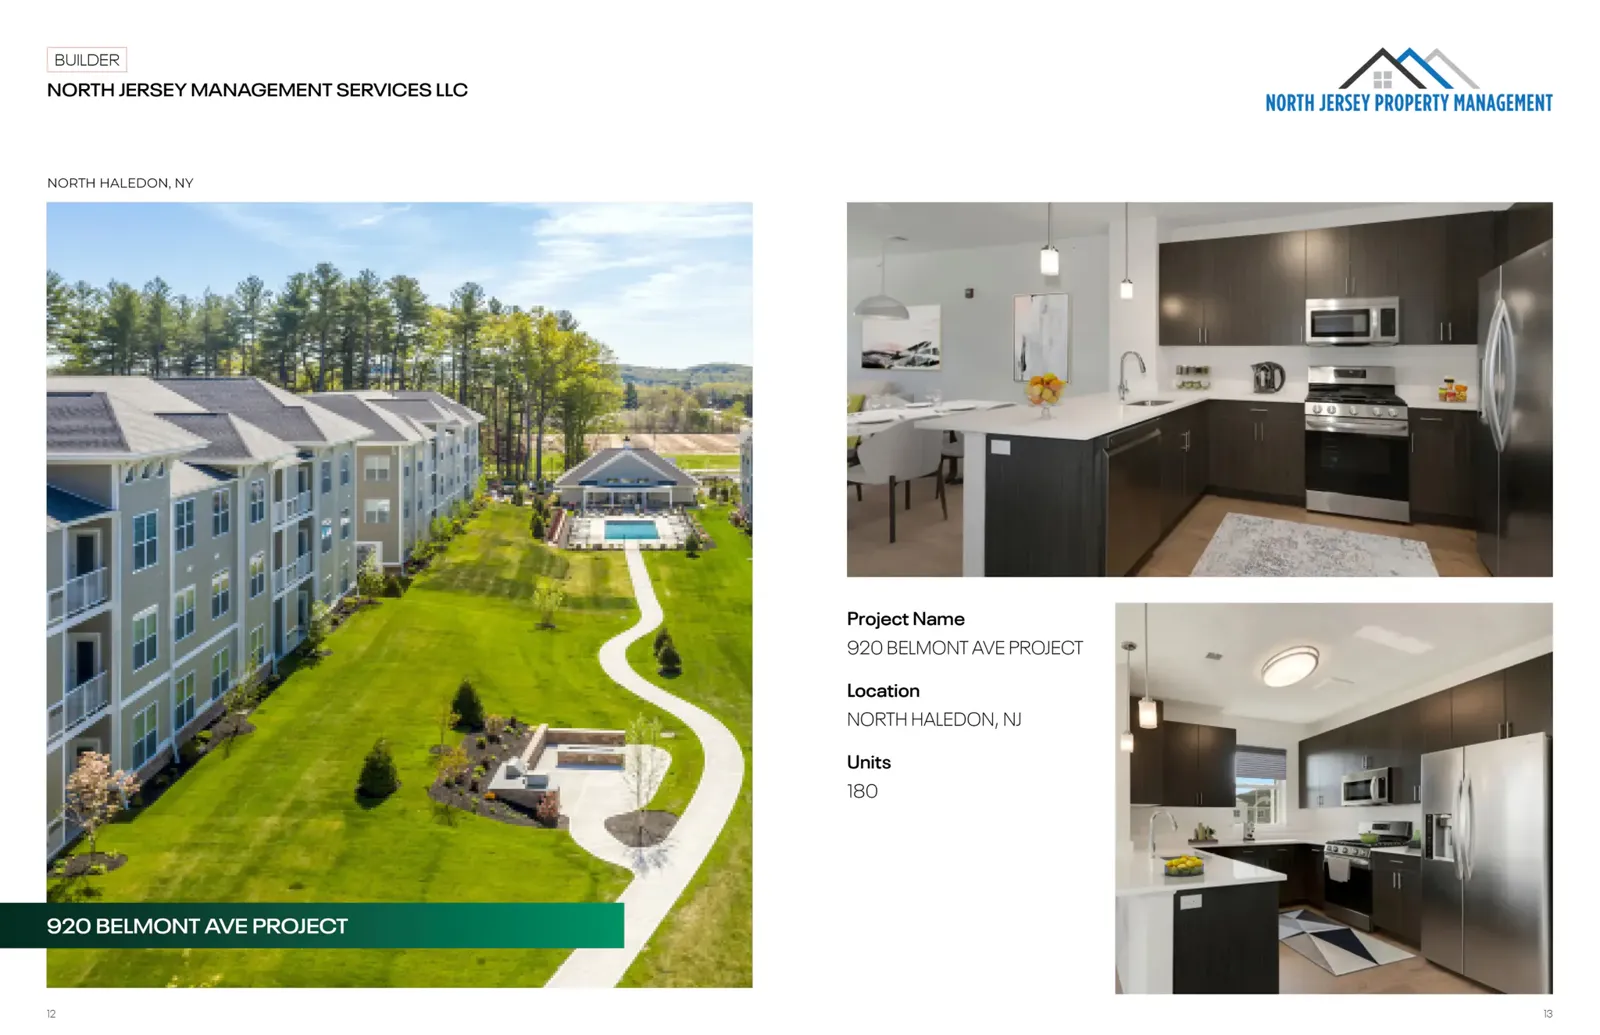 BUILDER
NORTH JERSEY MANAGEMENT SERVICES LLC
NORTH JERSEY PROPERTY MANAGEMENT
NORTH HALEDON, NY
920 BELMONT AVE PROJECT
Project Name
920 BELMONT AVE PROJECT
Location
NORTH HALEDON, NJ
Units
180
12
13